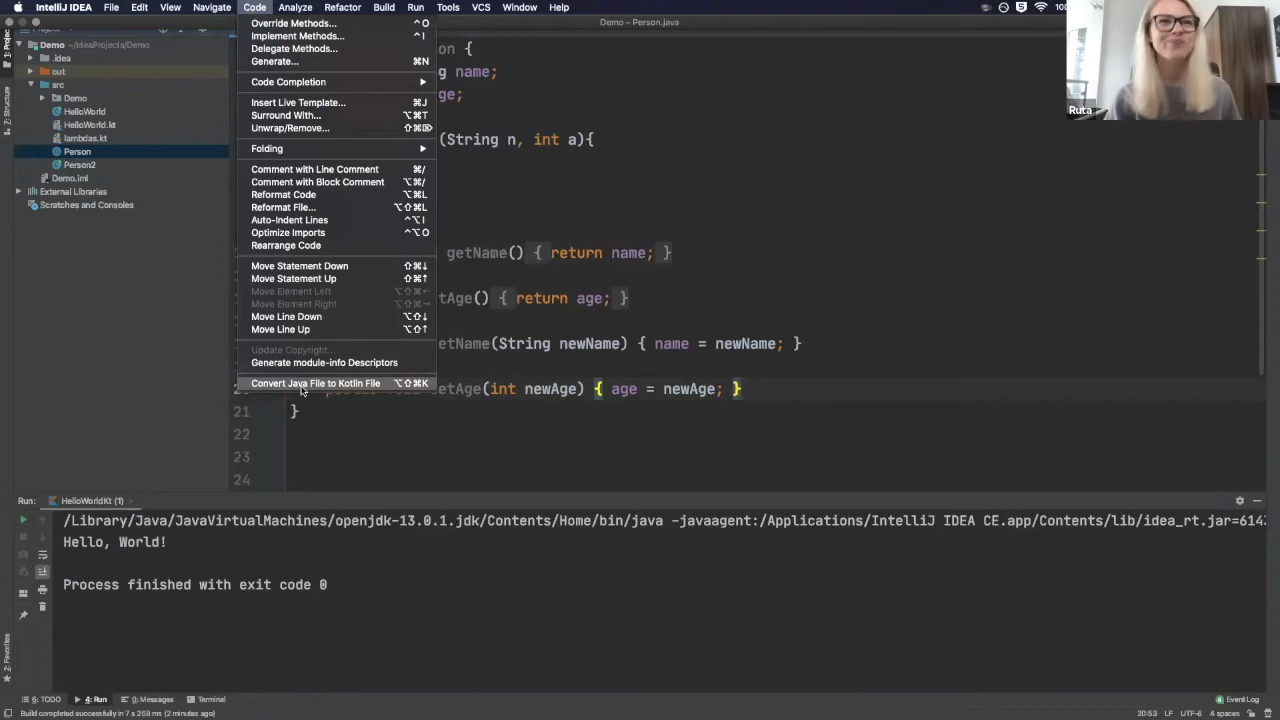 IntelliJ IDEA File Edit View Navigate Code Analyze Refactor Build Run Tools VCS Window Help 100
Demo – Person.java
Override Methods... ^ O
Implement Methods... ^ I
Delegate Methods...
Generate... ⌘N
Code Completion
Insert Live Template... ⌘J
Surround With... ⌥⌘T
Unwrap/Remove... ⇧⌘⌦
Folding
Comment with Line Comment ⌘/
Comment with Block Comment ⌥⌘/
Reformat Code ⌥⌘L
Reformat File... ⌥⇧⌘L
Auto-Indent Lines ^⌥I
Optimize Imports ^⌥O
Rearrange Code
Move Statement Down ⇧⌘↓
Move Statement Up ⇧⌘↑
Move Element Left ⌥⇧⌘←
Move Element Right ⌥⇧⌘→
Move Line Down ⌥⇧↓
Move Line Up ⌥⇧↑
Update Copyright...
Generate module-info Descriptors
Convert Java File to Kotlin File ⌥⇧⌘K
1: Project
7: Structure
2: Favorites
Demo ~/IdeaProjects/Demo
.idea
out
src
Demo
HelloWorld
HelloWorld.kt
lambdas.kt
Person
Person2
Demo.iml
External Libraries
Scratches and Consoles
on {
g name;
ge;
(String n, int a){
getName() { return name; }
tAge() { return age; }
etName(String newName) { name = newName; }
etAge(int newAge) { age = newAge; }
21 }
22
23
24
Ruta
Run: HelloWorldKt (1)
/Library/Java/JavaVirtualMachines/openjdk-13.0.1.jdk/Contents/Home/bin/java -javaagent:/Applications/IntelliJ IDEA CE.app/Contents/lib/idea_rt.jar=6143
Hello, World!
Process finished with exit code 0
6: TODO 4: Run 0: Messages Terminal Event Log
Build completed successfully in 7 s 268 ms (2 minutes ago) 20:53 LF UTF-8 4 spaces